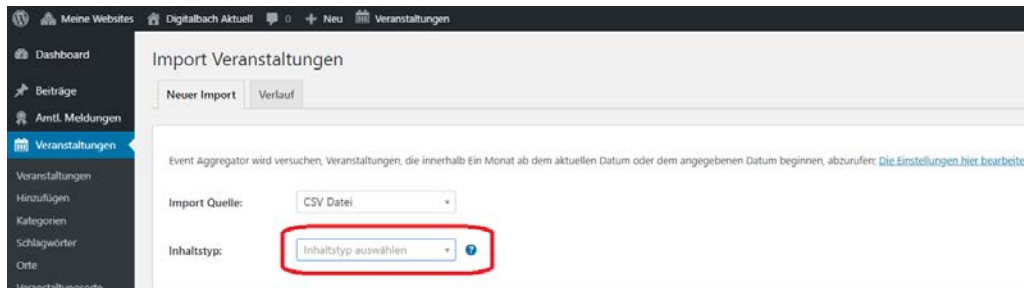 Meine Websites Digitalbach Aktuell 0 + Neu Veranstaltungen
Dashboard
Beiträge
Amtl. Meldungen
Veranstaltungen
Veranstaltungen
Hinzufügen
Kategorien
Schlagwörter
Orte
Veranstaltungsorte
Import Veranstaltungen
Neuer Import Verlauf
Event Aggregator wird versuchen, Veranstaltungen, die innerhalb Ein Monat ab dem aktuellen Datum oder dem angegebenen Datum beginnen, abzurufen; Die Einstellungen hier bearbeite
Import Quelle: CSV Datei
Inhaltstyp: Inhaltstyp auswählen ?